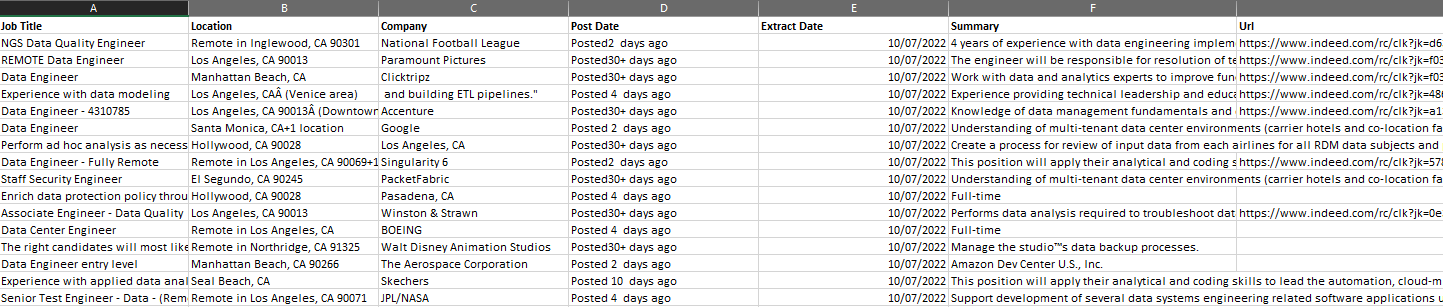 A B C D E F
Job Title Location Company Post Date Extract Date Summary Url
NGS Data Quality Engineer Remote in Inglewood, CA 90301 National Football League Posted2 days ago 10/07/2022 4 years of experience with data engineering implem https://www.indeed.com/rc/clk?jk=d6
REMOTE Data Engineer Los Angeles, CA 90013 Paramount Pictures Posted30+ days ago 10/07/2022 The engineer will be responsible for resolution of te https://www.indeed.com/rc/clk?jk=f03
Data Engineer Manhattan Beach, CA Clicktripz Posted30+ days ago 10/07/2022 Work with data and analytics experts to improve fun https://www.indeed.com/rc/clk?jk=f03
Experience with data modeling Los Angeles, CAÂ (Venice area) and building ETL pipelines." Posted 4 days ago 10/07/2022 Experience providing technical leadership and educa https://www.indeed.com/rc/clk?jk=486
Data Engineer - 4310785 Los Angeles, CA 90013Â (Downtown Accenture Posted30+ days ago 10/07/2022 Knowledge of data management fundamentals and https://www.indeed.com/rc/clk?jk=a1
Data Engineer Santa Monica, CA+1 location Google Posted 2 days ago 10/07/2022 Understanding of multi-tenant data center environments (carrier hotels and co-location fa
Perform ad hoc analysis as necess Hollywood, CA 90028 Los Angeles, CA Posted30+ days ago 10/07/2022 Create a process for review of input data from each airlines for all RDM data subjects and
Data Engineer - Fully Remote Remote in Los Angeles, CA 90069+1 Singularity 6 Posted2 days ago 10/07/2022 This position will apply their analytical and coding s https://www.indeed.com/rc/clk?jk=578
Staff Security Engineer El Segundo, CA 90245 PacketFabric Posted30+ days ago 10/07/2022 Understanding of multi-tenant data center environments (carrier hotels and co-location fa
Enrich data protection policy throu Hollywood, CA 90028 Pasadena, CA Posted 4 days ago 10/07/2022 Full-time
Associate Engineer - Data Quality Los Angeles, CA 90013 Winston & Strawn Posted30+ days ago 10/07/2022 Performs data analysis required to troubleshoot dat https://www.indeed.com/rc/clk?jk=0e
Data Center Engineer Remote in Los Angeles, CA BOEING Posted 4 days ago 10/07/2022 Full-time
The right candidates will most like Remote in Northridge, CA 91325 Walt Disney Animation Studios Posted30+ days ago 10/07/2022 Manage the studio™s data backup processes.
Data Engineer entry level Manhattan Beach, CA 90266 The Aerospace Corporation Posted 2 days ago 10/07/2022 Amazon Dev Center U.S., Inc.
Experience with applied data anal Seal Beach, CA Skechers Posted 10 days ago 10/07/2022 This position will apply their analytical and coding skills to lead the automation, cloud-m
Senior Test Engineer - Data - (Rem Remote in Los Angeles, CA 90071 JPL/NASA Posted 4 days ago 10/07/2022 Support development of several data systems engineering related software applications u